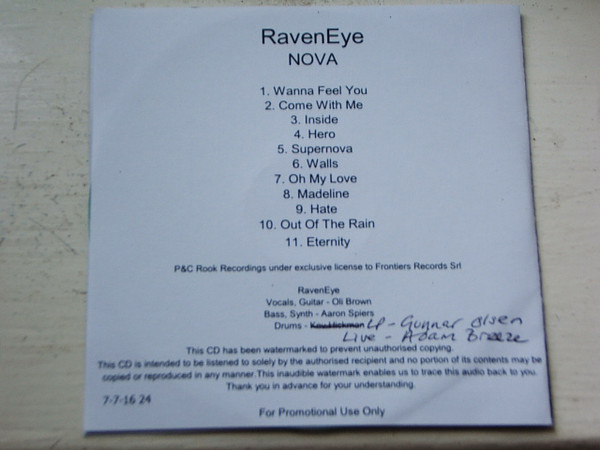 RavenEye
NOVA
1. Wanna Feel You
2. Come With Me
3. Inside
4. Hero
5. Supernova
6. Walls
7. Oh My Love
8. Madeline
9. Hate
10. Out Of The Rain
11. Eternity
P&C Rook Recordings under exclusive license to Frontiers Records Srl
RavenEye
Vocals, Guitar - Oli Brown
Bass, Synth - Aaron Spiers
Drums - LP - Gunnar Olsen
Live - Adam Breeze
This CD has been watermarked to prevent unauthorised copying.
This CD is intended to be listened to solely by the authorised recipient and no portion of its contents may be
copied or reproduced in any manner.This inaudible watermark enables us to trace this audio back to you.
Thank you in advance for your understanding.
7-7-16 24
For Promotional Use Only